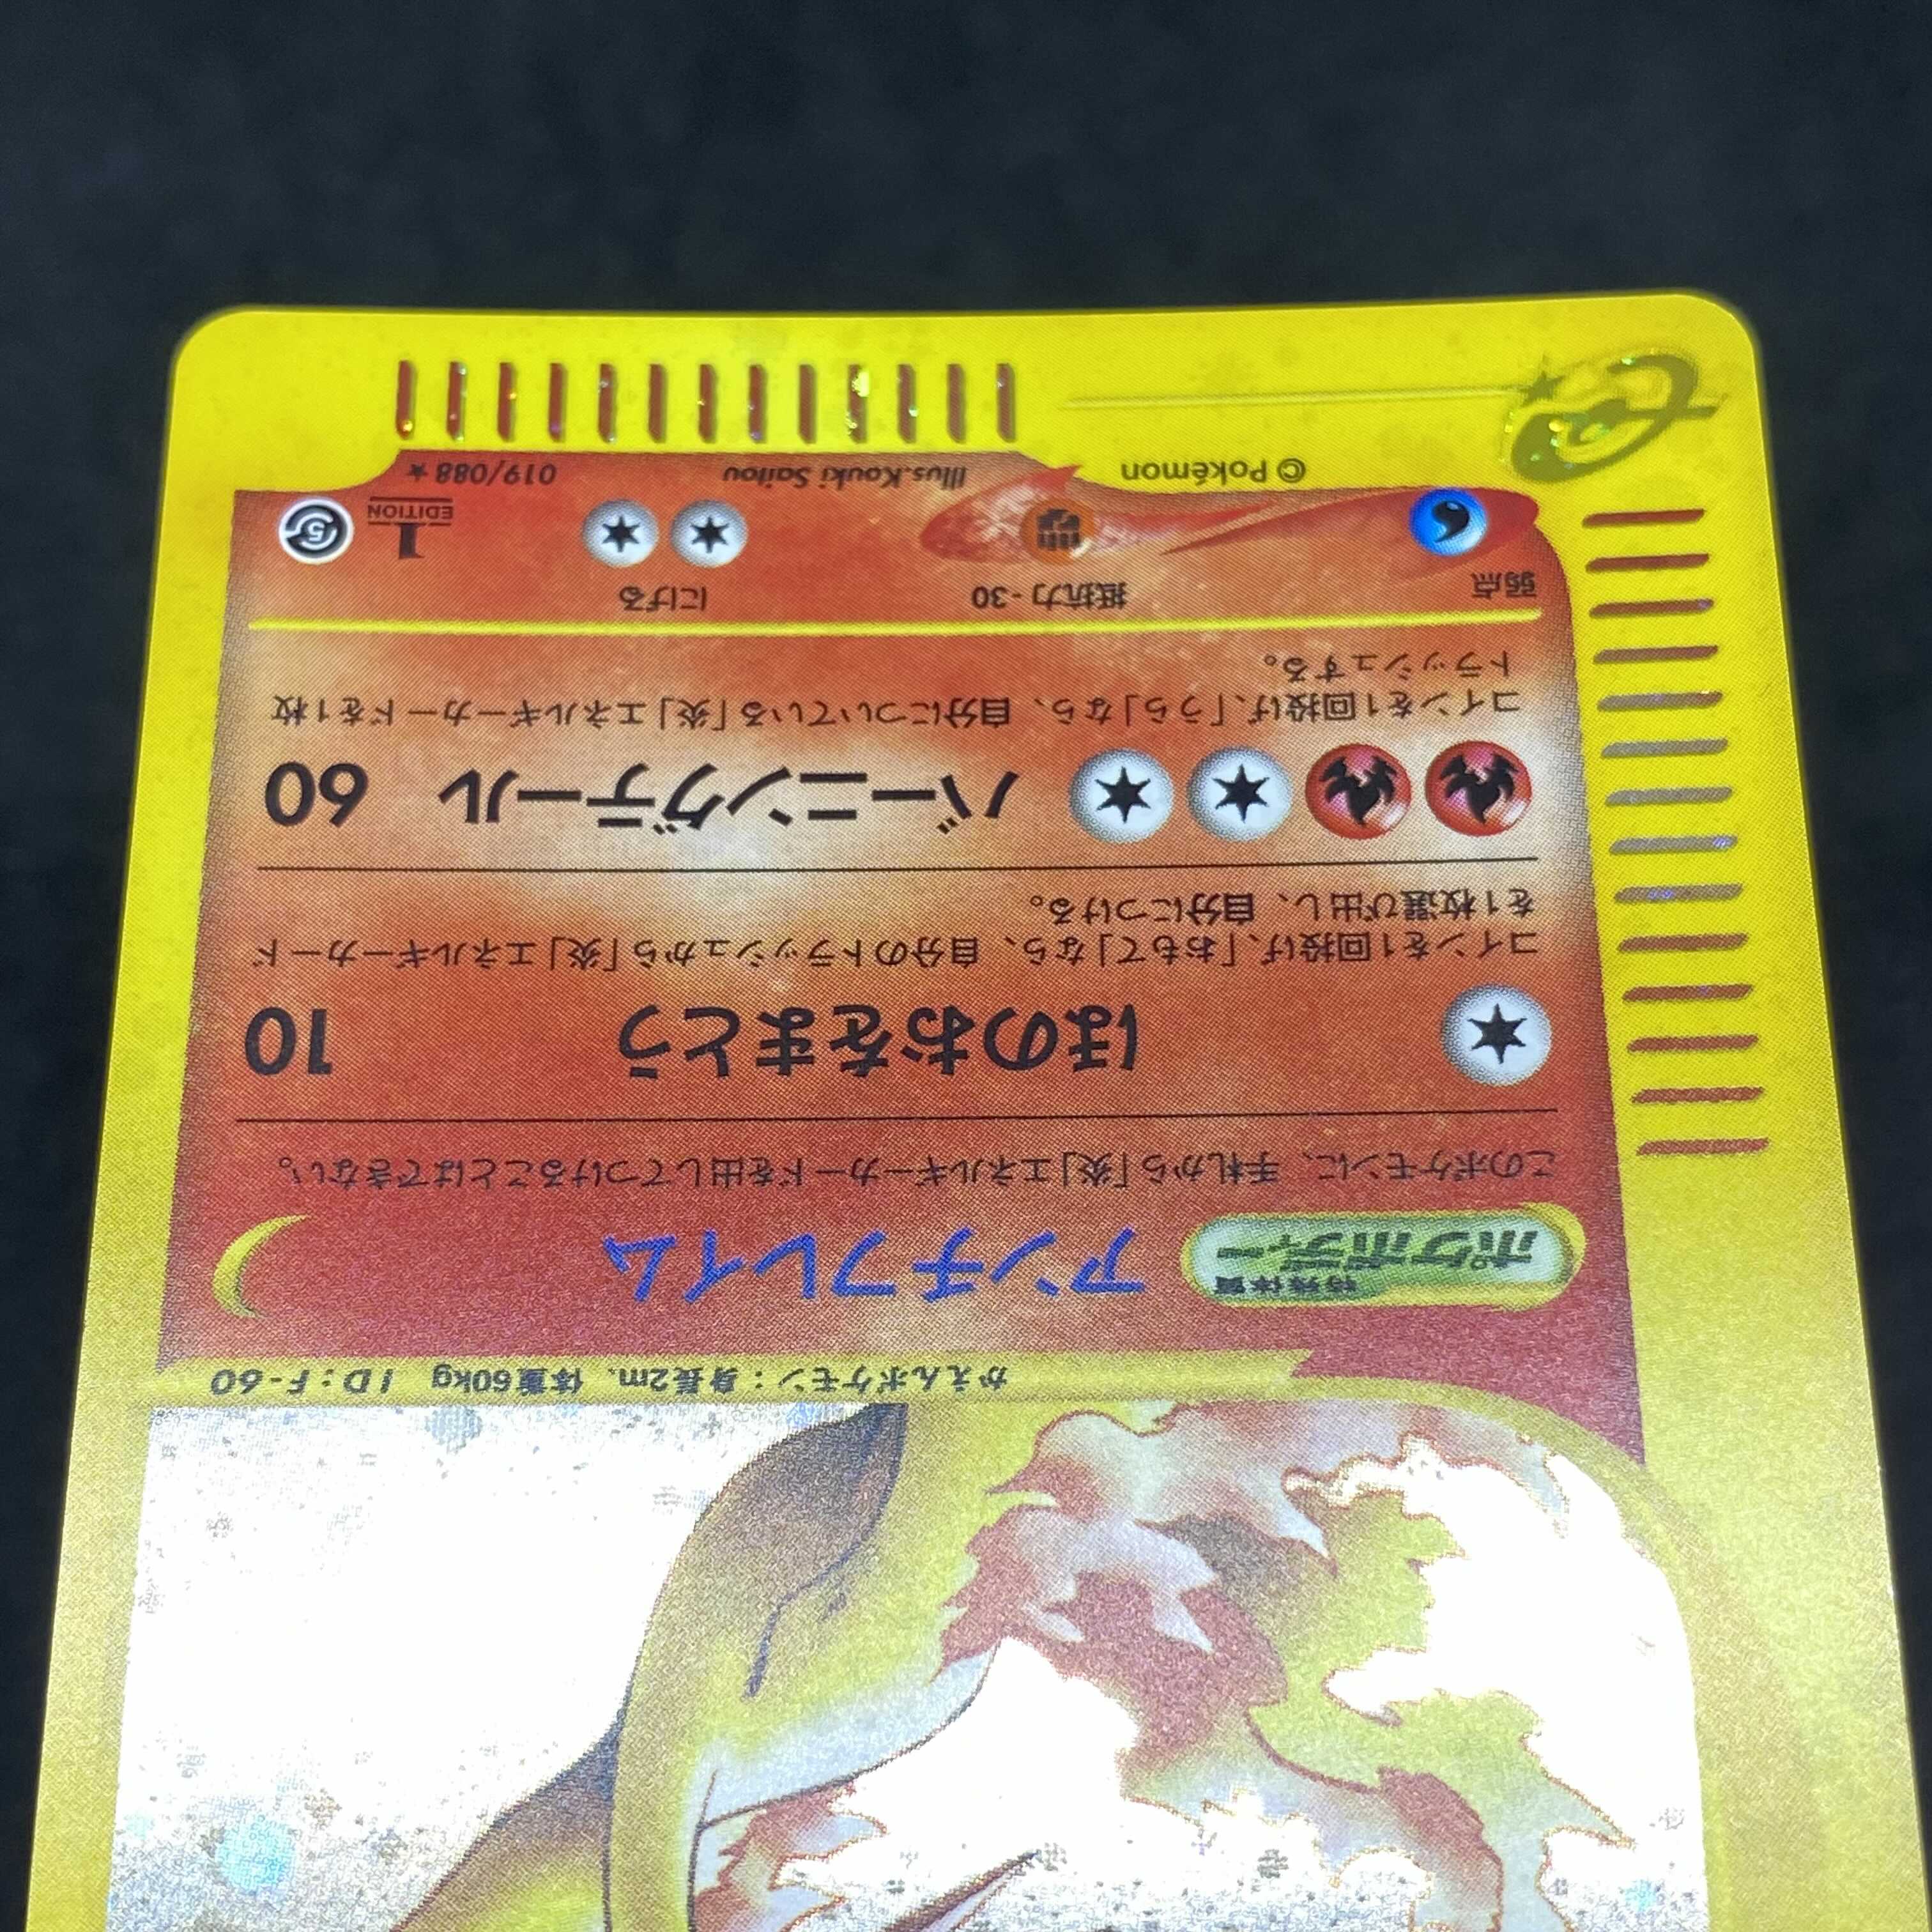 かえんポケモン：身長2m、体重60kg　ID：F-60
特殊体質
ポケボディー　アンチフレイム
このポケモンに、手札から「炎」エネルギーカードを出してつけることはできない。
ほのおをまとう　10
コインを1回投げ、「おもて」なら、自分のトラッシュから「炎」エネルギーカード
を1枚選び出し、自分につける。
バーニングテール　60
コインを1回投げ、「うら」なら、自分についている「炎」エネルギーカードを1枚
トラッシュする。
弱点　抵抗力-30　にげる
1 EDITION　5
©Pokémon　Illus.Kouki Saitou　019/088★
e